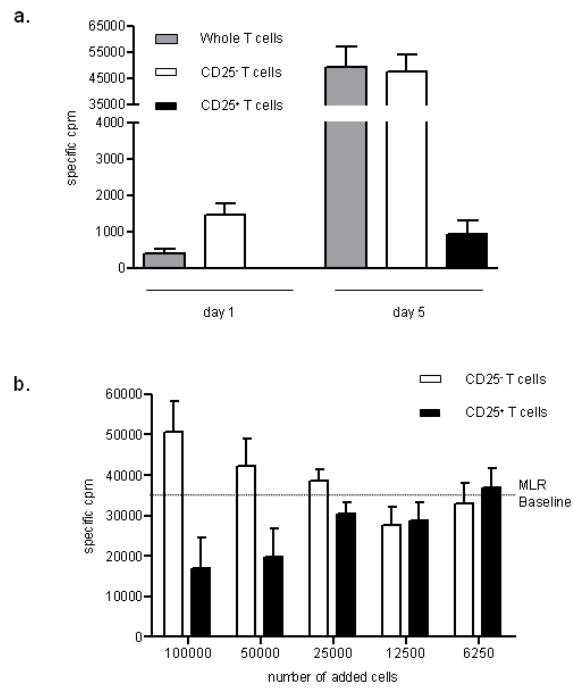 a.
65000
55000
45000
35000
4000
3000
2000
1000
0
specific cpm
Whole T cells
CD25- T cells
CD25+ T cells
day 1
day 5
b.
60000
50000
40000
30000
20000
10000
0
specific cpm
CD25- T cells
CD25+ T cells
MLR
Baseline
100000 50000 25000 12500 6250
number of added cells